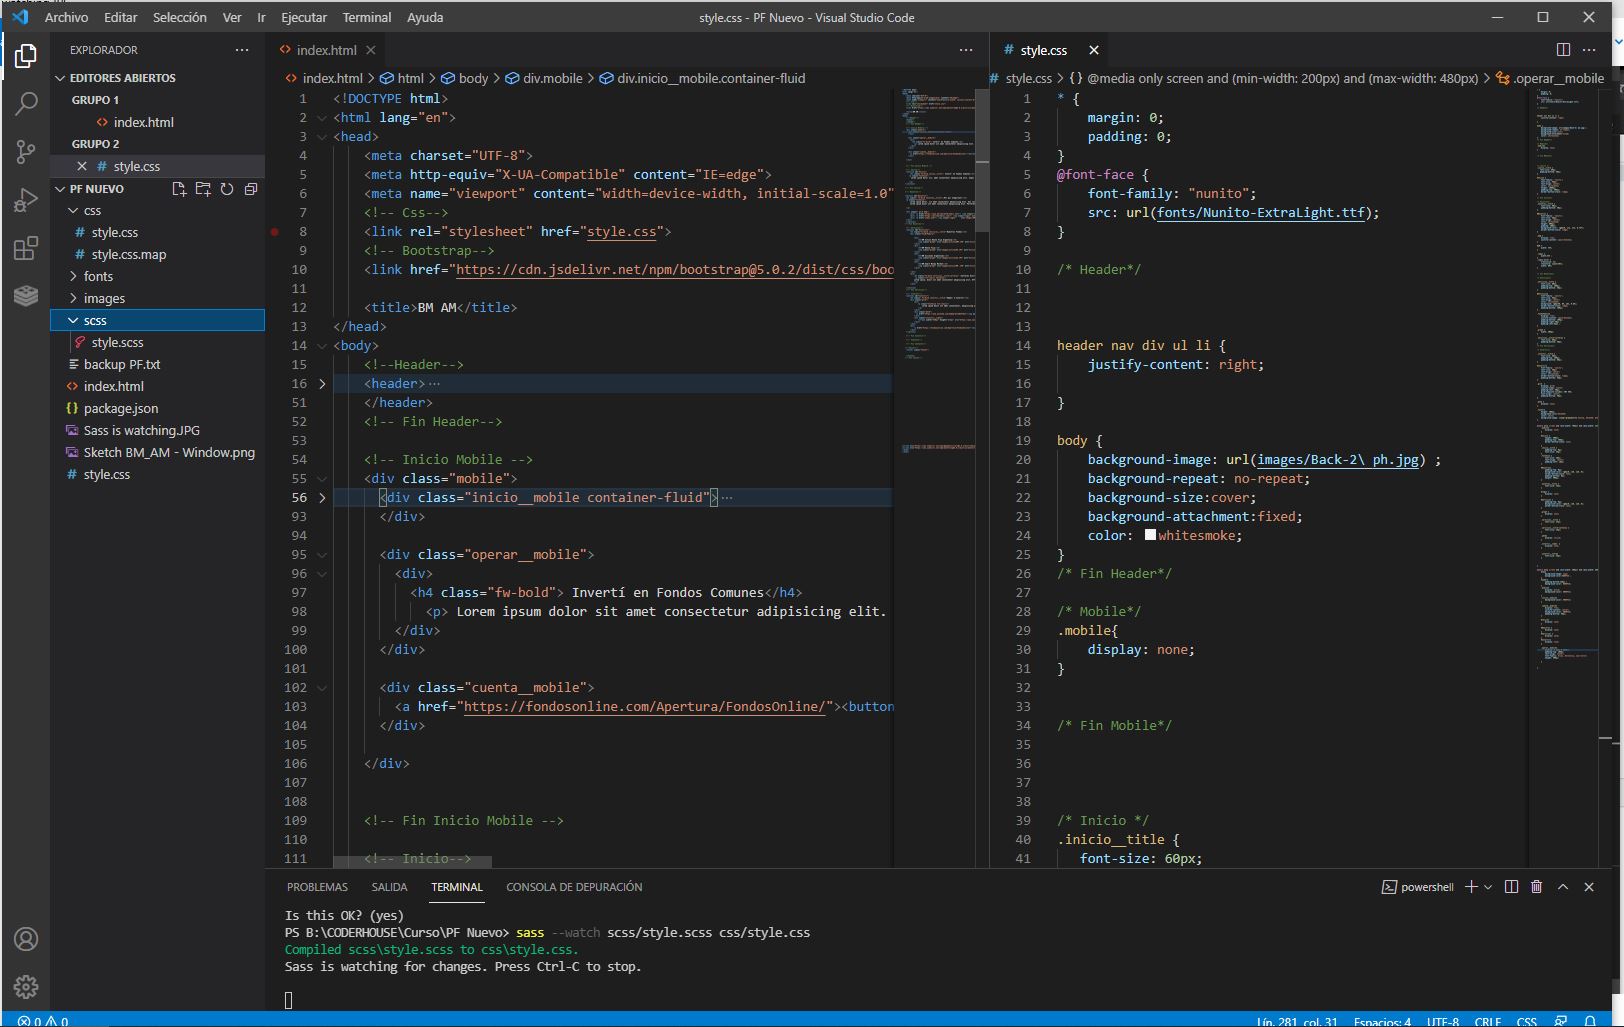 Archivo Editar Selección Ver Ir Ejecutar Terminal Ayuda
style.css - PF Nuevo - Visual Studio Code
EXPLORADOR
EDITORES ABIERTOS
GRUPO 1
index.html
GRUPO 2
style.css
PF NUEVO
css
style.css
style.css.map
fonts
images
scss
style.scss
backup PF.txt
index.html
package.json
Sass is watchingJPG
Sketch BM_AM - Window.png
style.css
index.html
index.html > html > body > div.mobile > div.inicio__mobile.container-fluid
1 <!DOCTYPE html>
2 <html lang="en">
3 <head>
4 <meta charset="UTF-8">
5 <meta http-equiv="X-UA-Compatible" content="IE=edge">
6 <meta name="viewport" content="width=device-width, initial-scale=1.0"
7 <!-- Css-->
8 <link rel="stylesheet" href="style.css">
9 <!-- Bootstrap-->
10 <link href="https://cdn.jsdelivr.net/npm/bootstrap@5.0.2/dist/css/boo
11
12 <title>BM AM</title>
13 </head>
14 <body>
15 <!--Header-->
16 <header>···
51 </header>
52 <!-- Fin Header-->
53
54 <!-- Inicio Mobile -->
55 <div class="mobile">
56 <div class="inicio__mobile container-fluid">···
93 </div>
94
95 <div class="operar__mobile">
96 <div>
97 <h4 class="fw-bold"> Invertí en Fondos Comunes</h4>
98 <p> Lorem ipsum dolor sit amet consectetur adipisicing elit.
99 </div>
100 </div>
101
102 <div class="cuenta__mobile">
103 <a href="https://fondosonline.com/Apertura/FondosOnline/"><button
104 </div>
105
106 </div>
107
108
109 <!-- Fin Inicio Mobile -->
110
111 <!-- Inicio-->
style.css
style.css > {} @media only screen and (min-width: 200px) and (max-width: 480px) > .operar__mobile
1 * {
2 margin: 0;
3 padding: 0;
4 }
5 @font-face {
6 font-family: "nunito";
7 src: url(fonts/Nunito-ExtraLight.ttf);
8 }
9
10 /* Header*/
11
12
13
14 header nav div ul li {
15 justify-content: right;
16
17 }
18
19 body {
20 background-image: url(images/Back-2\ ph.jpg) ;
21 background-repeat: no-repeat;
22 background-size:cover;
23 background-attachment:fixed;
24 color: whitesmoke;
25 }
26 /* Fin Header*/
27
28 /* Mobile*/
29 .mobile{
30 display: none;
31 }
32
33
34 /* Fin Mobile*/
35
36
37
38
39 /* Inicio */
40 .inicio__title {
41 font-size: 60px;
PROBLEMAS SALIDA TERMINAL CONSOLA DE DEPURACIÓN
powershell
Is this OK? (yes)
PS B:\CODERHOUSE\Curso\PF Nuevo> sass --watch scss/style.scss css/style.css
Compiled scss\style.scss to css\style.css.
Sass is watching for changes. Press Ctrl-C to stop.
0 0
Lín. 281, col. 31 Espacios: 4 UTF-8 CRLF CSS